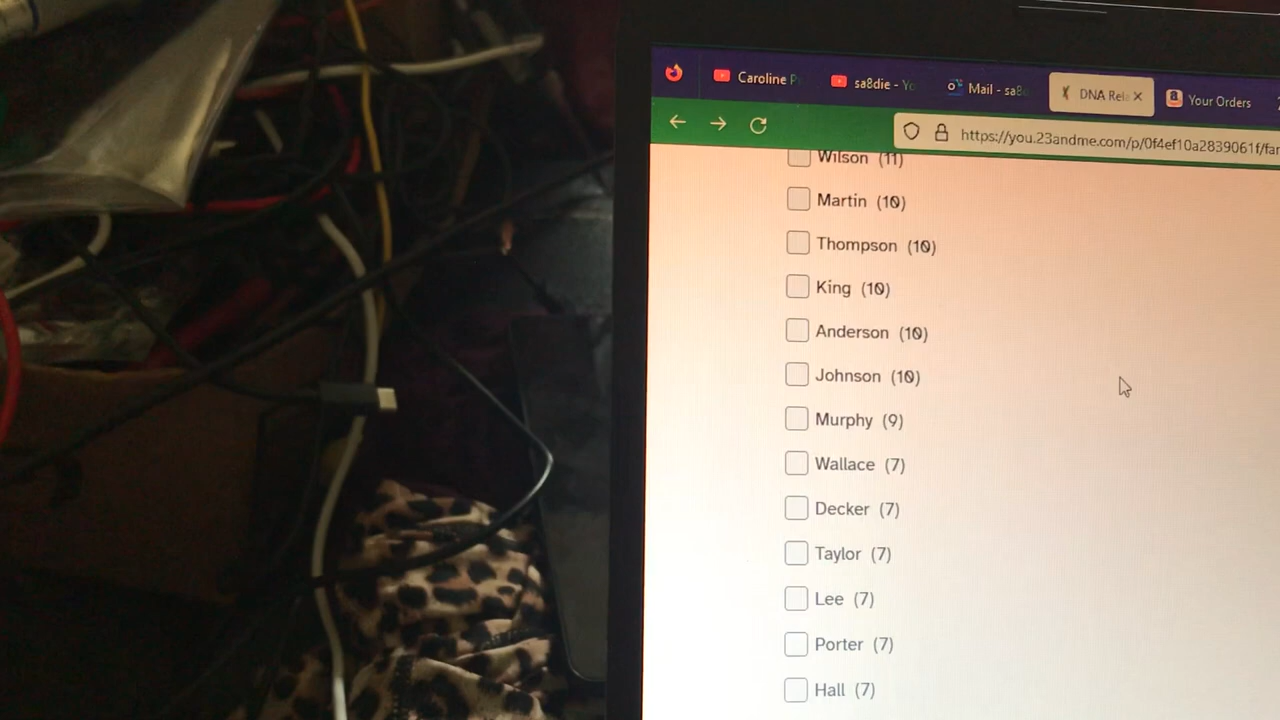 Caroline P
sa8die - Yo
Mail - sa8
DNA Rel
Your Orders
https://you.23andme.com/p/0f4ef10a2839061f/far
Wilson (11)
Martin (10)
Thompson (10)
King (10)
Anderson (10)
Johnson (10)
Murphy (9)
Wallace (7)
Decker (7)
Taylor (7)
Lee (7)
Porter (7)
Hall (7)